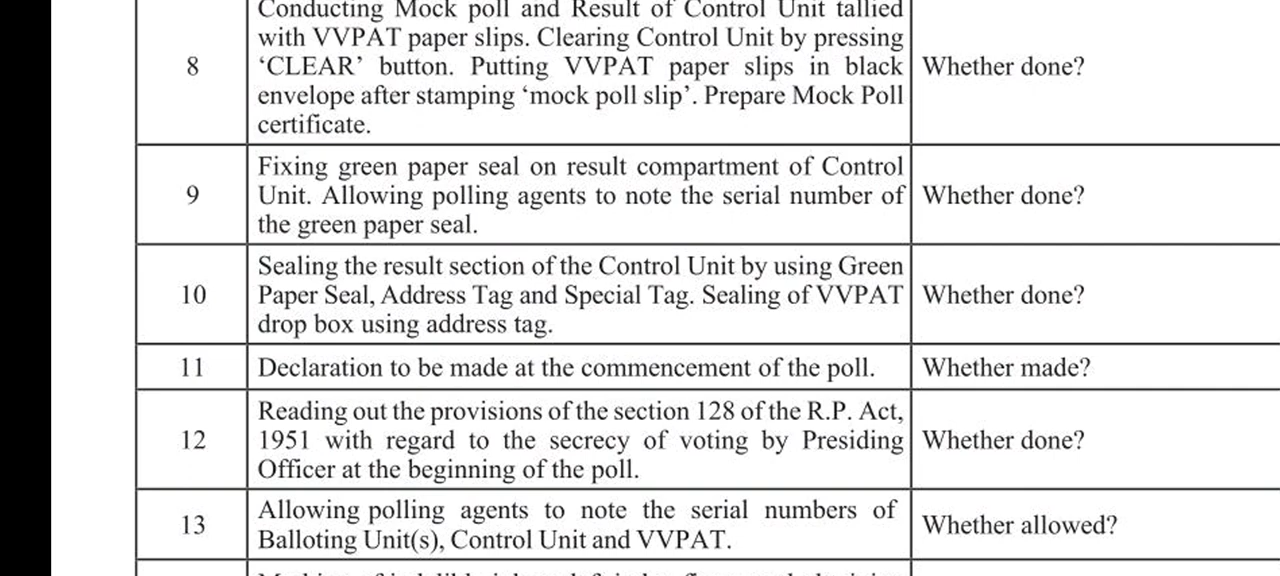 Conducting Mock poll and Result of Control Unit tallied
with VVPAT paper slips. Clearing Control Unit by pressing
8
‘CLEAR’ button. Putting VVPAT paper slips in black
Whether done?
envelope after stamping ‘mock poll slip’. Prepare Mock Poll
certificate.
Fixing green paper seal on result compartment of Control
9
Unit. Allowing polling agents to note the serial number of
Whether done?
the green paper seal.
Sealing the result section of the Control Unit by using Green
10
Paper Seal, Address Tag and Special Tag. Sealing of VVPAT
Whether done?
drop box using address tag.
11
Declaration to be made at the commencement of the poll.
Whether made?
Reading out the provisions of the section 128 of the R.P. Act,
12
1951 with regard to the secrecy of voting by Presiding
Whether done?
Officer at the beginning of the poll.
13
Allowing polling agents to note the serial numbers of
Balloting Unit(s), Control Unit and VVPAT.
Whether allowed?